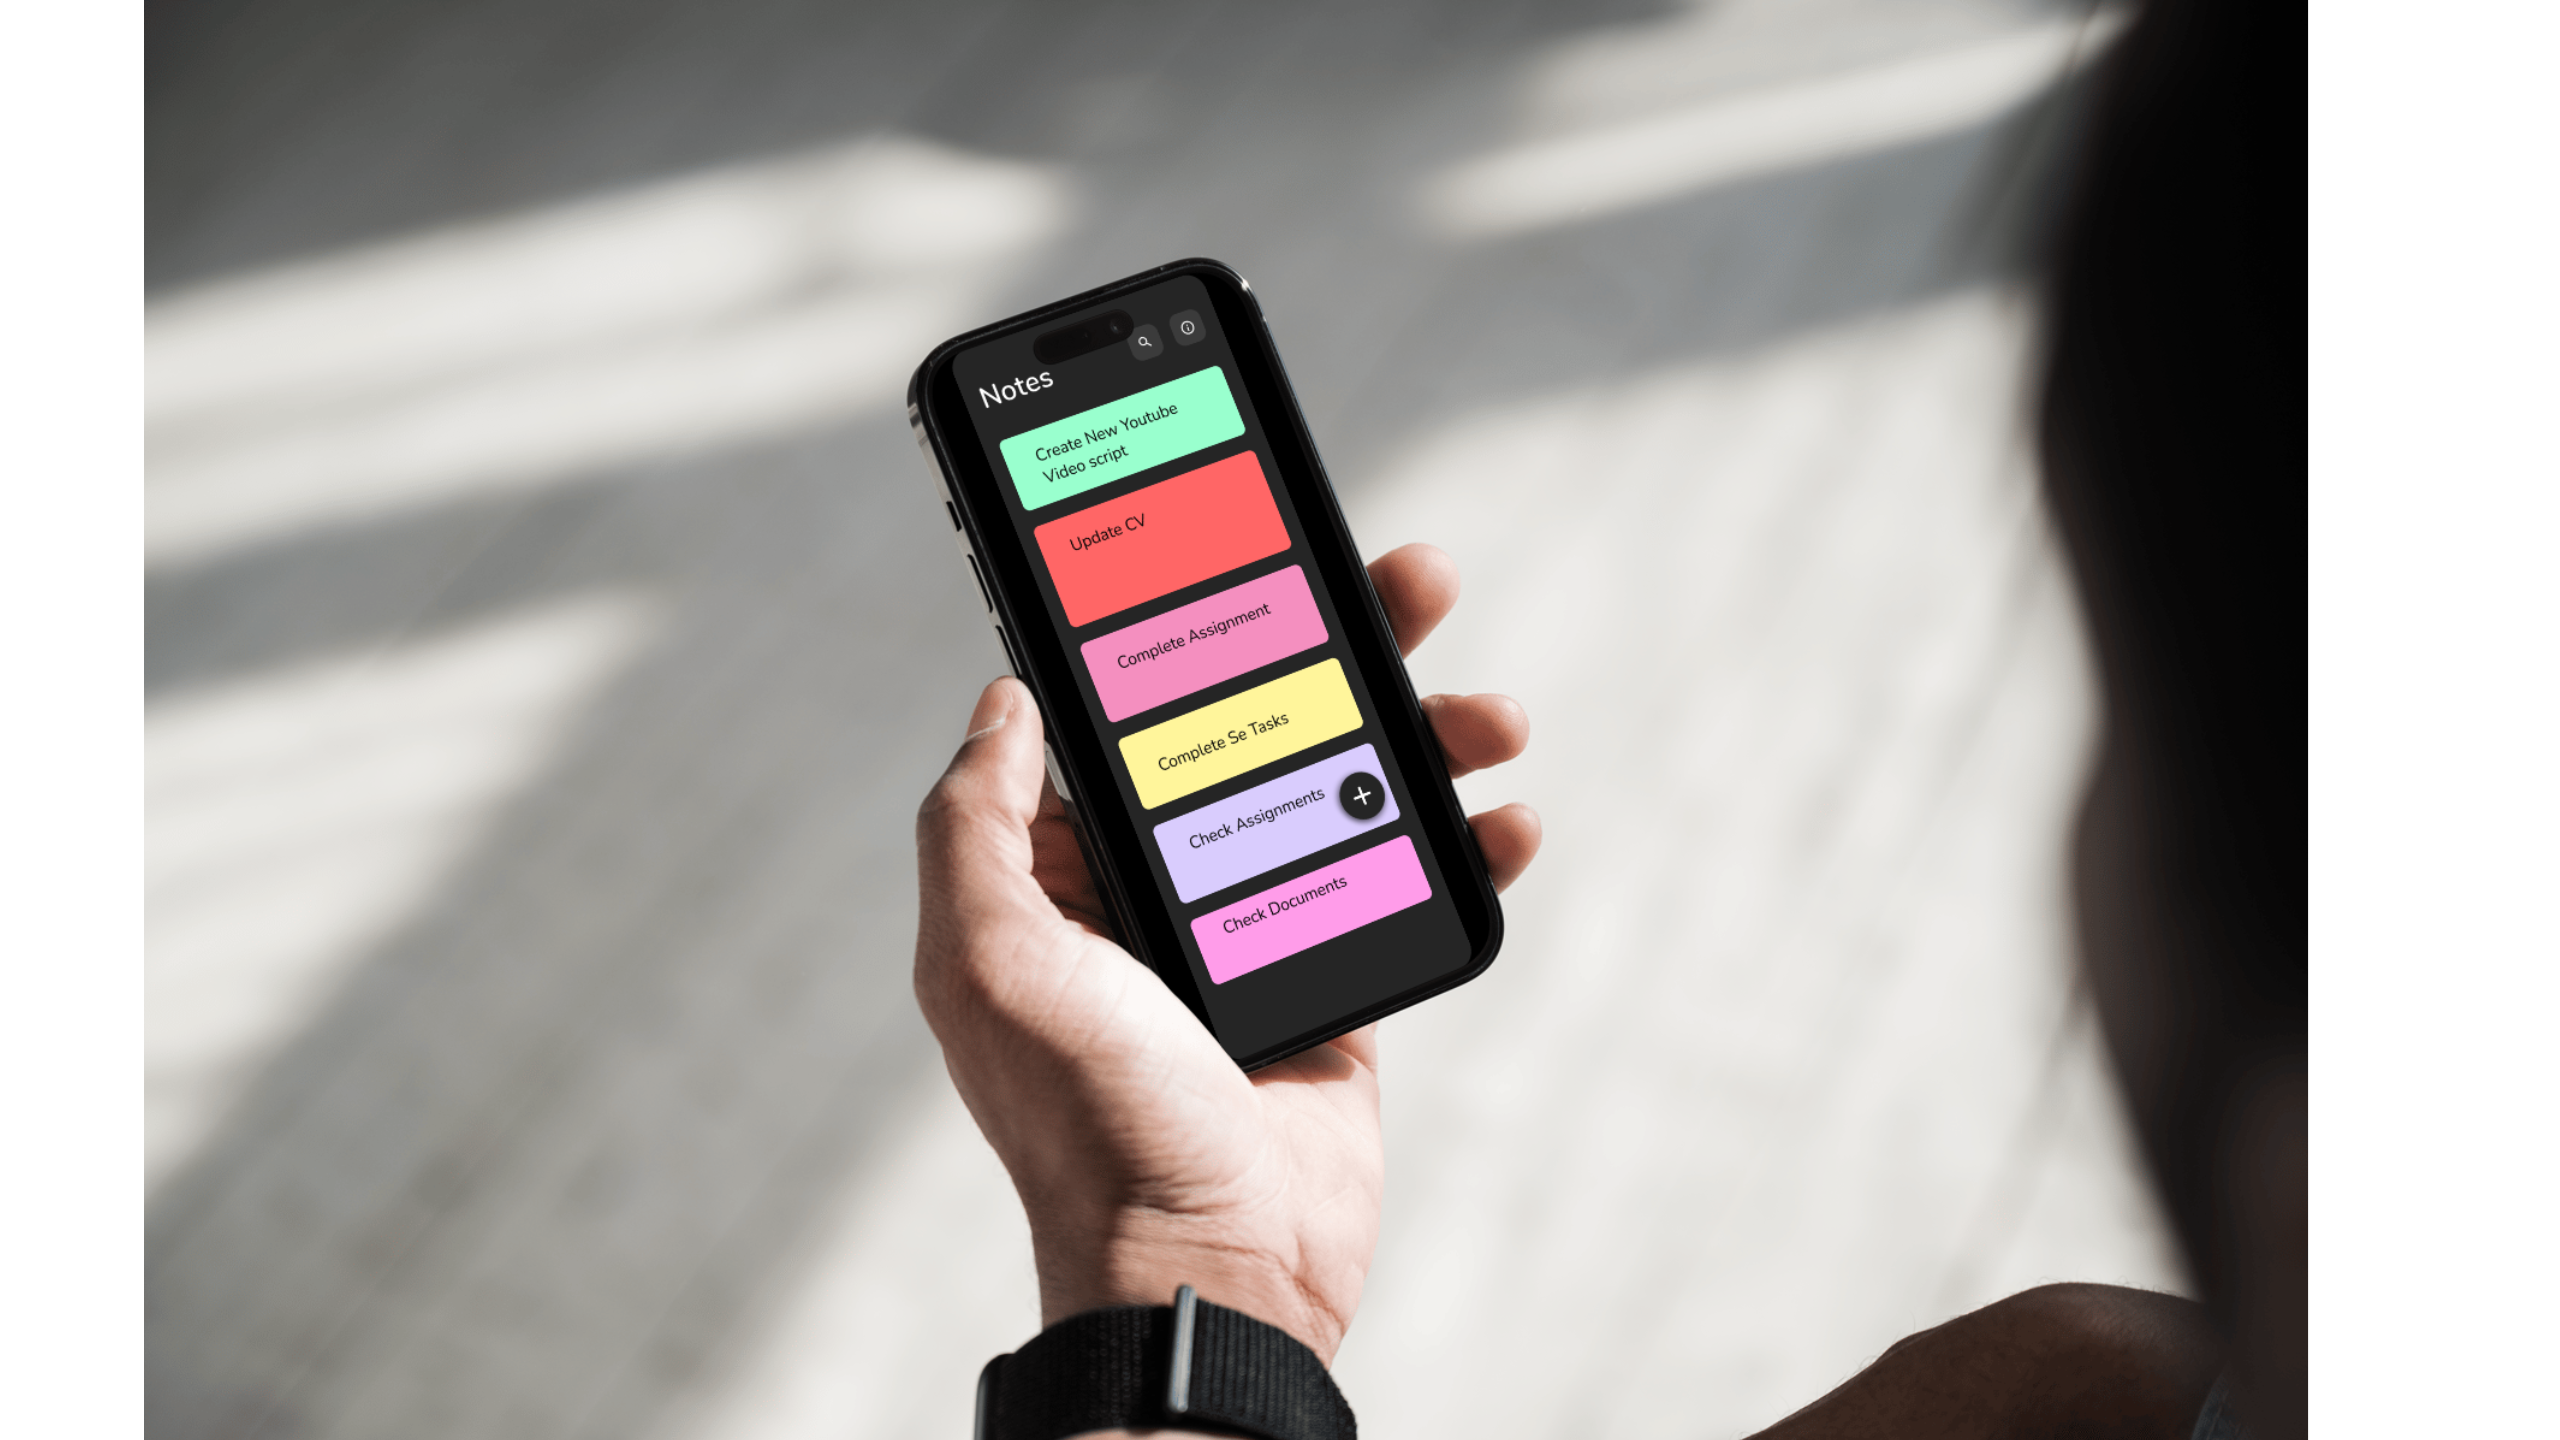 Notes
Create New Youtube
Video script
Update CV
Complete Assignment
Complete Se Tasks
Check Assignments
Check Documents